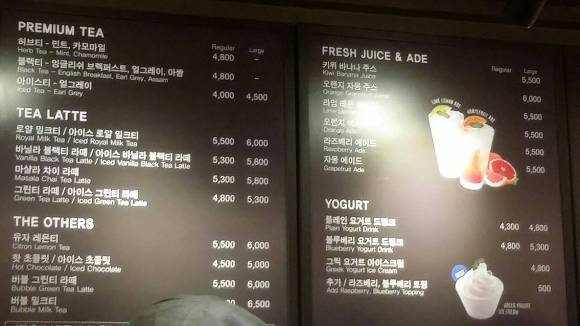 PREMIUM TEA
Regular Large
허브티 - 민트, 카모마일
Herb Tea - Mint, Chamomile 4,800 -
블랙티 - 잉글리쉬 브렉퍼스트, 얼그레이, 아쌈
Black Tea - English Breakfast, Earl Grey, Assam 4,800 -
아이스티 - 얼그레이
Iced Tea - Earl Grey 4,000 4,500
TEA LATTE
로얄 밀크티 / 아이스 로얄 밀크티
Royal Milk Tea / Iced Royal Milk Tea 5,500 6,000
바닐라 블랙티 라떼 / 아이스 바닐라 블랙티 라떼
Vanilla Black Tea Latte / Iced Vanilla Black Tea Latte 5,300 5,800
마살라 차이 라떼
Masala Chai Tea Latte 5,300 5,800
그린티 라떼 / 아이스 그린티 라떼
Green Tea Latte / Iced Green Tea Latte 4,800 5,300
THE OTHERS
유자 레몬티
Citron Lemon Tea 5,500 6,000
핫 초콜릿 / 아이스 초콜릿
Hot Chocolate / Iced Chocolate 4,500 5,000
버블 그린티 라떼
Bubble Green Tea Latte 5,500 6,000
버블 밀크티
Bubble Milk Tea 6,500
FRESH JUICE & ADE
Regular Large
키위 바나나 주스
Kiwi Banana Juice 5,500
오렌지 자몽 주스
Orange Grapefruit 6,000
라임 레몬
Lime Lemon 5,500
오렌지 에이드
Orange Ade 5,500
라즈베리 에이드
Raspberry Ade 5,300
자몽 에이드
Grapefruit Ade 5,500
LIME LEMON ADE
GRAPEFRUIT ADE
YOGURT
플레인 요거트 드링크
Plain Yogurt Drink 4,300 4,800
블루베리 요거트 드링크
Blueberry Yogurt Drink 4,800 5,300
그릭 요거트 아이스크림
Greek Yogurt Ice Cream 4,800
추가 / 라즈베리, 블루베리 토핑
Add Raspberry, Blueberry Topping 500
GREEK YOGURT
ICE CREAM